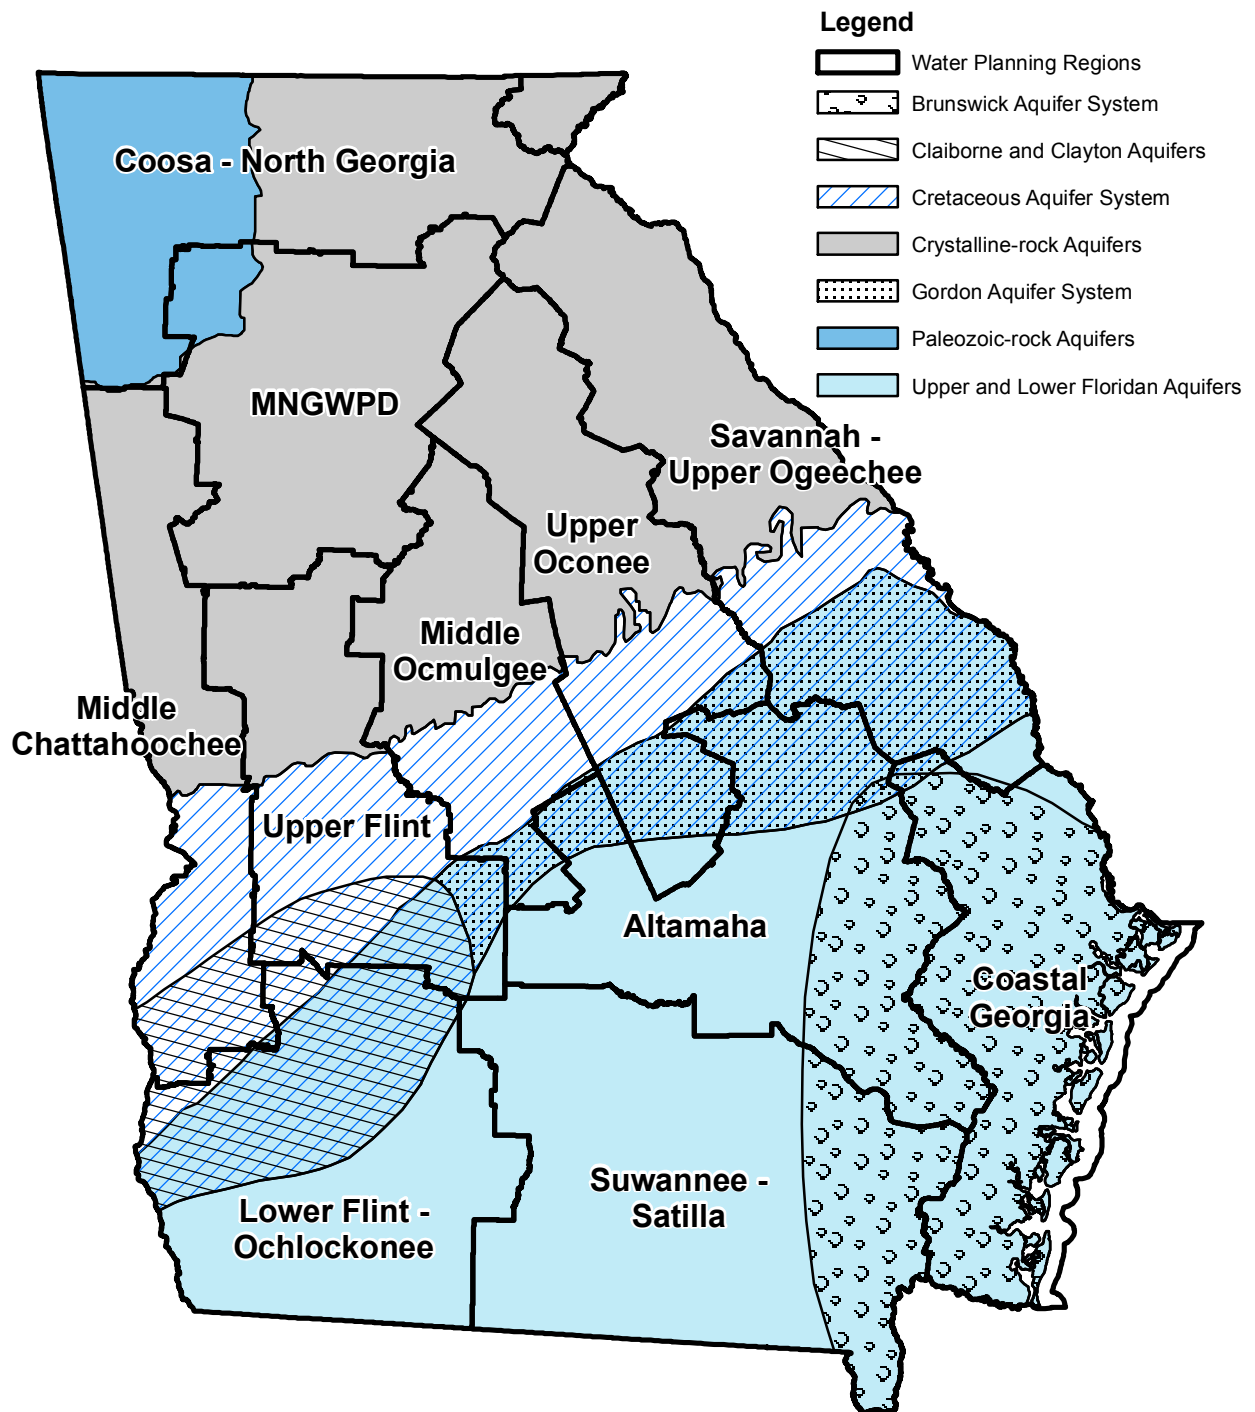 Legend
Water Planning Regions
Brunswick Aquifer System
Claiborne and Clayton Aquifers
Cretaceous Aquifer System
Crystalline-rock Aquifers
Gordon Aquifer System
Paleozoic-rock Aquifers
Upper and Lower Floridan Aquifers
Coosa - North Georgia
MNGWPD
Savannah -
Upper Ogeechee
Upper
Oconee
Middle
Ocmulgee
Middle
Chattahoochee
Upper Flint
Altamaha
Coastal
Georgia
Suwannee -
Satilla
Lower Flint -
Ochlockonee